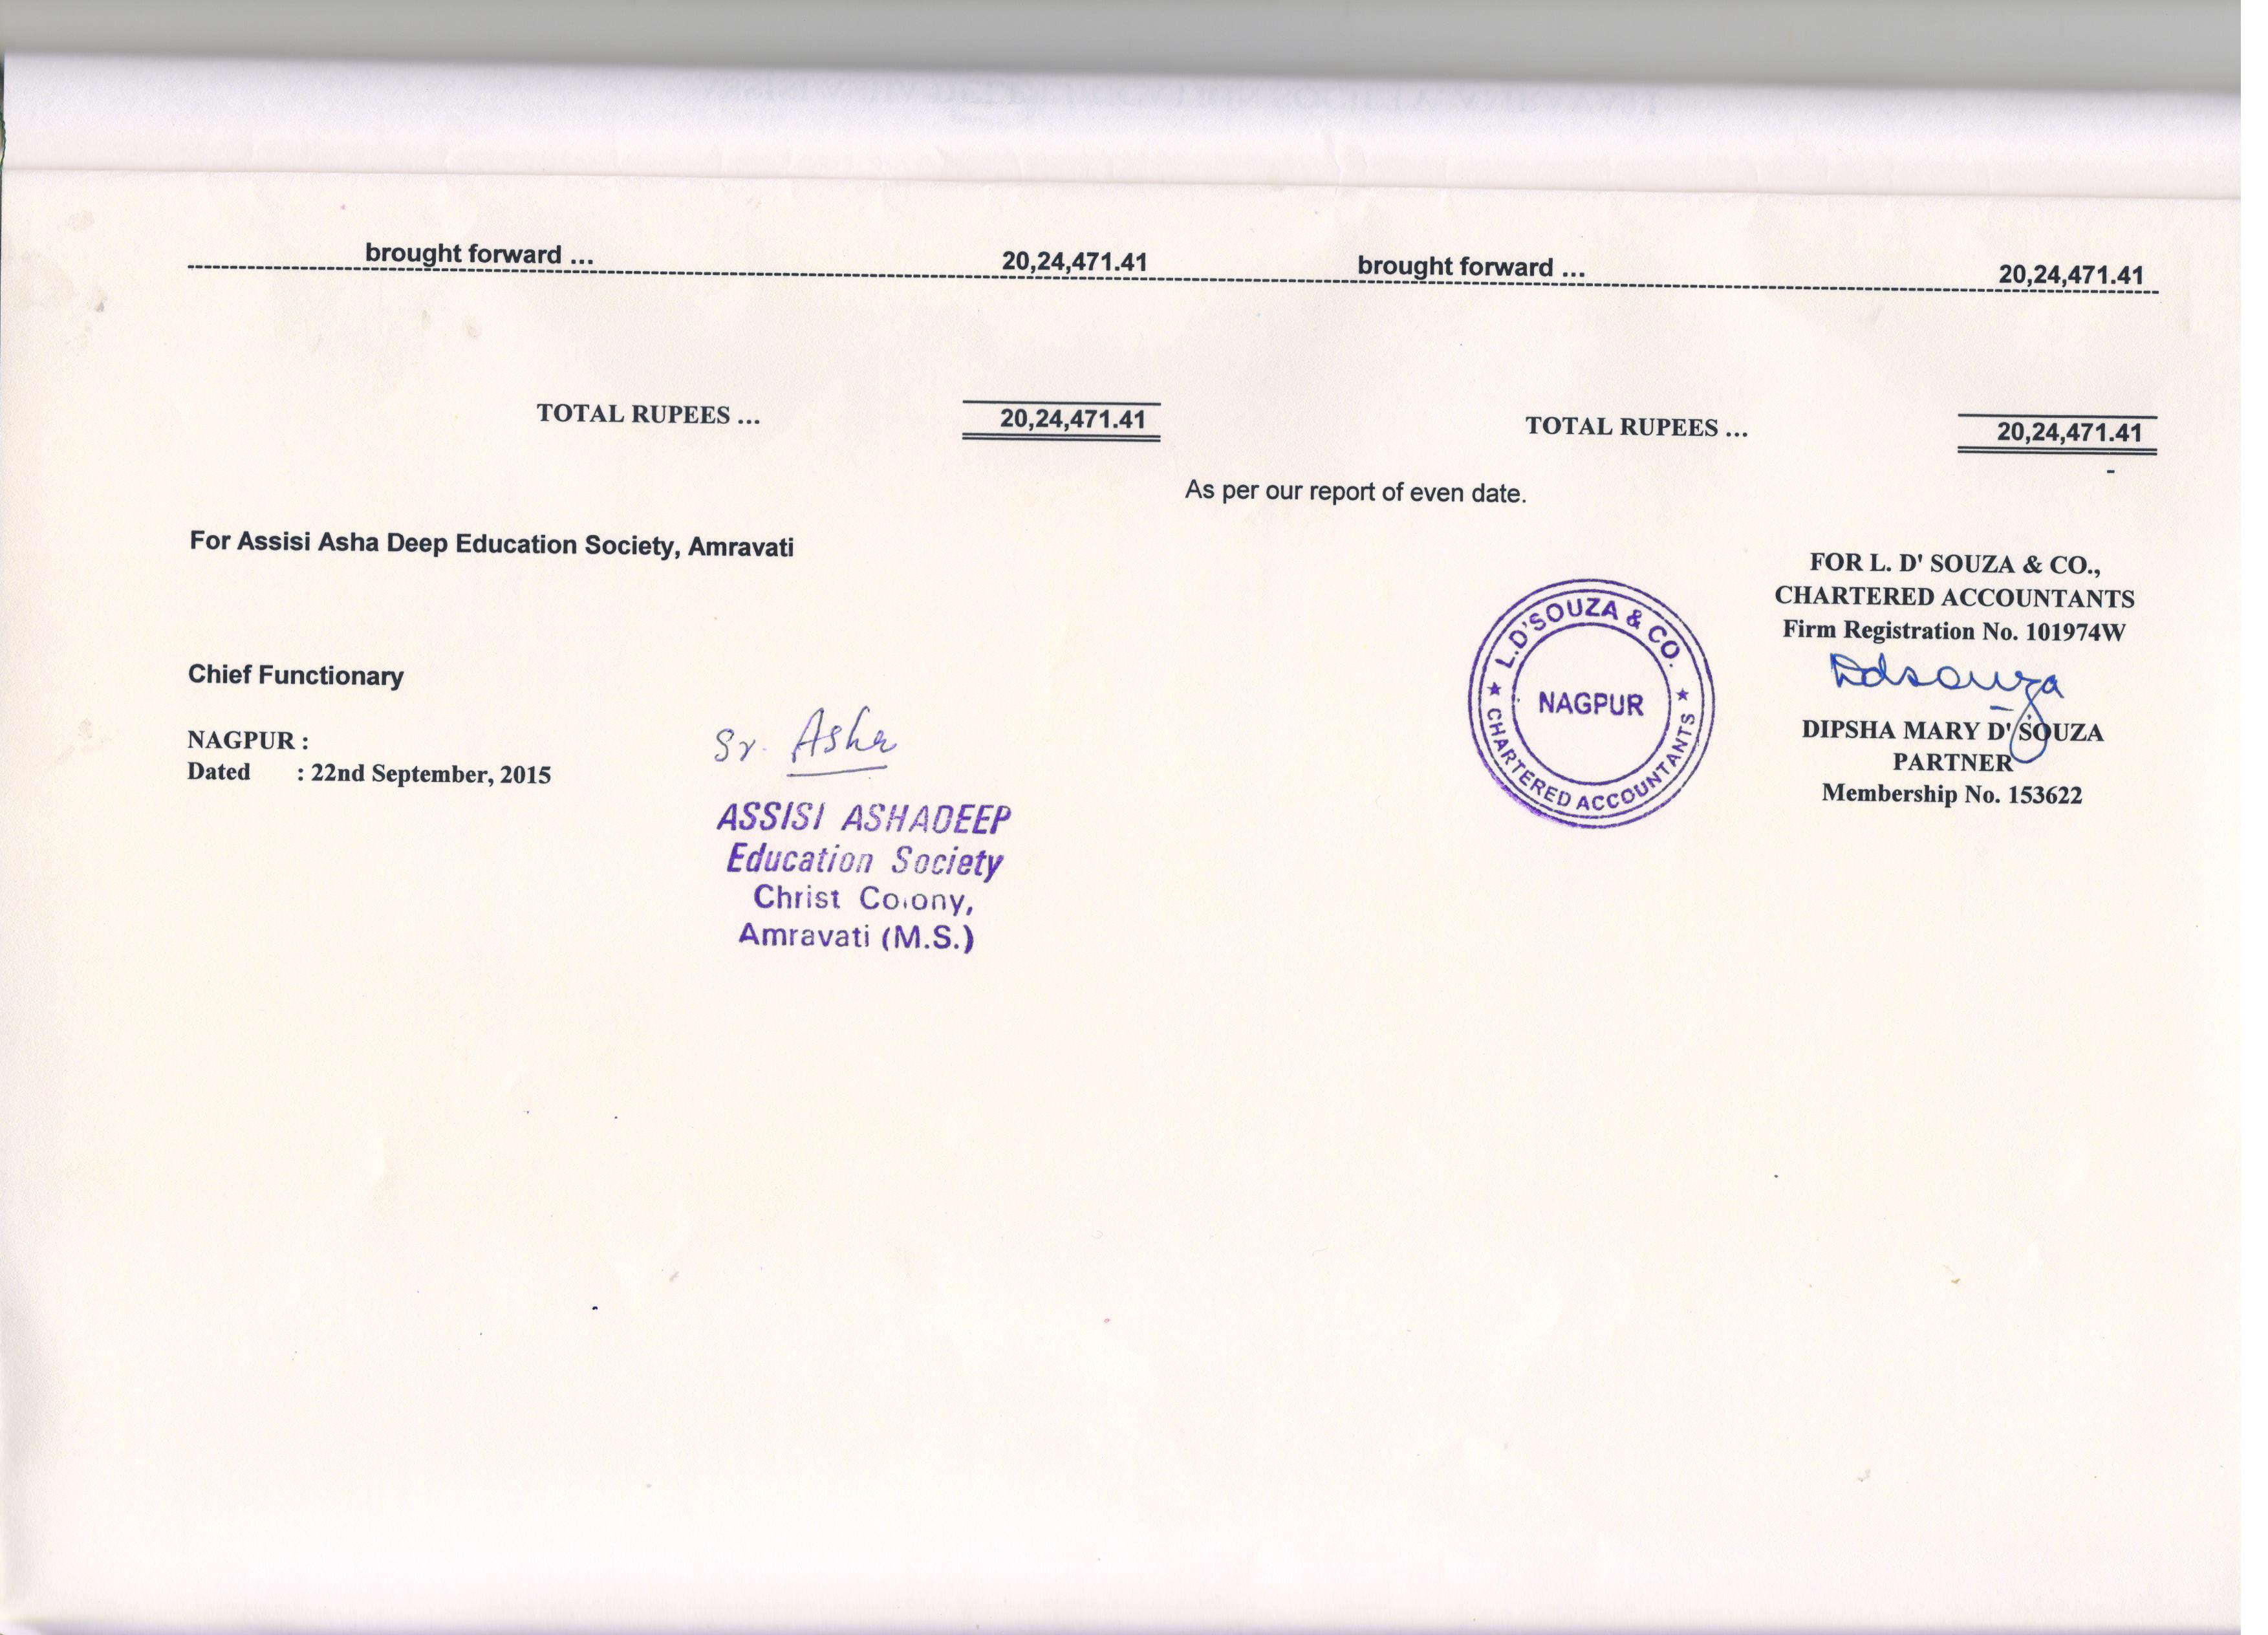 brought forward ... 20,24,471.41 brought forward ... 20,24,471.41
TOTAL RUPEES ... 20,24,471.41 TOTAL RUPEES ... 20,24,471.41
-
As per our report of even date.
For Assisi Asha Deep Education Society, Amravati
FOR L. D' SOUZA & CO.,
CHARTERED ACCOUNTANTS
Firm Registration No. 101974W
L.D'SOUZA & CO.
★ CHARTERED ACCOUNTANTS ★
NAGPUR
Ddsouza
Chief Functionary
NAGPUR :
Dated : 22nd September, 2015
Sr. Asha
DIPSHA MARY D' SOUZA
PARTNER
Membership No. 153622
ASSISI ASHADEEP
Education Society
Christ Colony,
Amravati (M.S.)